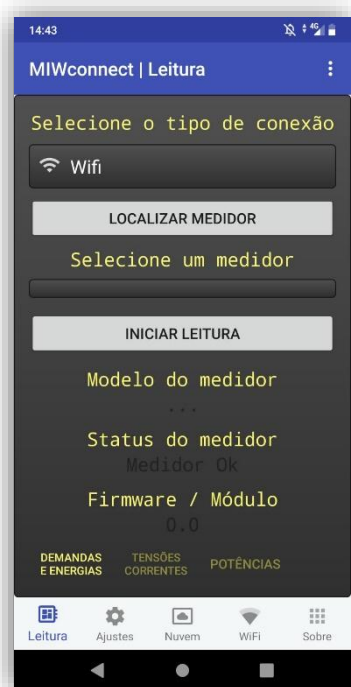 14:43
4G
MIWconnect | Leitura
Selecione o tipo de conexão
Wifi
LOCALIZAR MEDIDOR
Selecione um medidor
INICIAR LEITURA
Modelo do medidor
...
Status do medidor
Medidor Ok
Firmware / Módulo
0.0
DEMANDAS E ENERGIAS
TENSÕES CORRENTES
POTÊNCIAS
Leitura Ajustes Nuvem WiFi Sobre